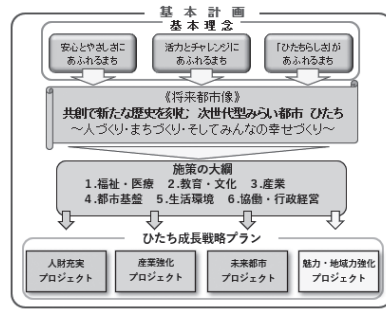 基本計画
基本理念
安心とやさしさに
あふれるまち
活力とチャレンジに
あふれるまち
「ひたちらしさ」が
あふれるまち
《将来都市像》
共創で新たな歴史を刻む 次世代型みらい都市 ひたち
~人づくり・まちづくり・そしてみんなの幸せづくり~
施策の大綱
1.福祉・医療 2.教育・文化 3.産業
4.都市基盤 5.生活環境 6.協働・行政経営
ひたち成長戦略プラン
人財充実
プロジェクト
産業強化
プロジェクト
未来都市
プロジェクト
魅力・地域力強化
プロジェクト